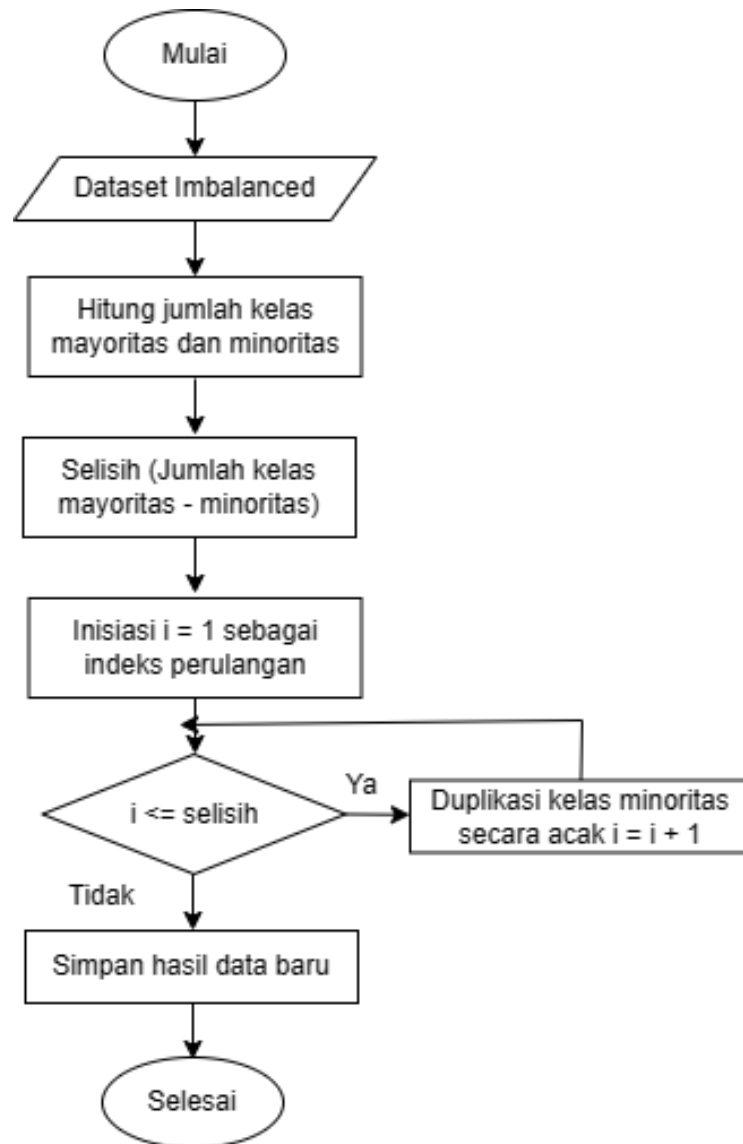 Mulai
Dataset Imbalanced
Hitung jumlah kelas
mayoritas dan minoritas
Selisih (Jumlah kelas
mayoritas - minoritas)
Inisiasi i = 1 sebagai
indeks perulangan
i <= selisih
Ya
Duplikasi kelas minoritas
secara acak i = i + 1
Tidak
Simpan hasil data baru
Selesai